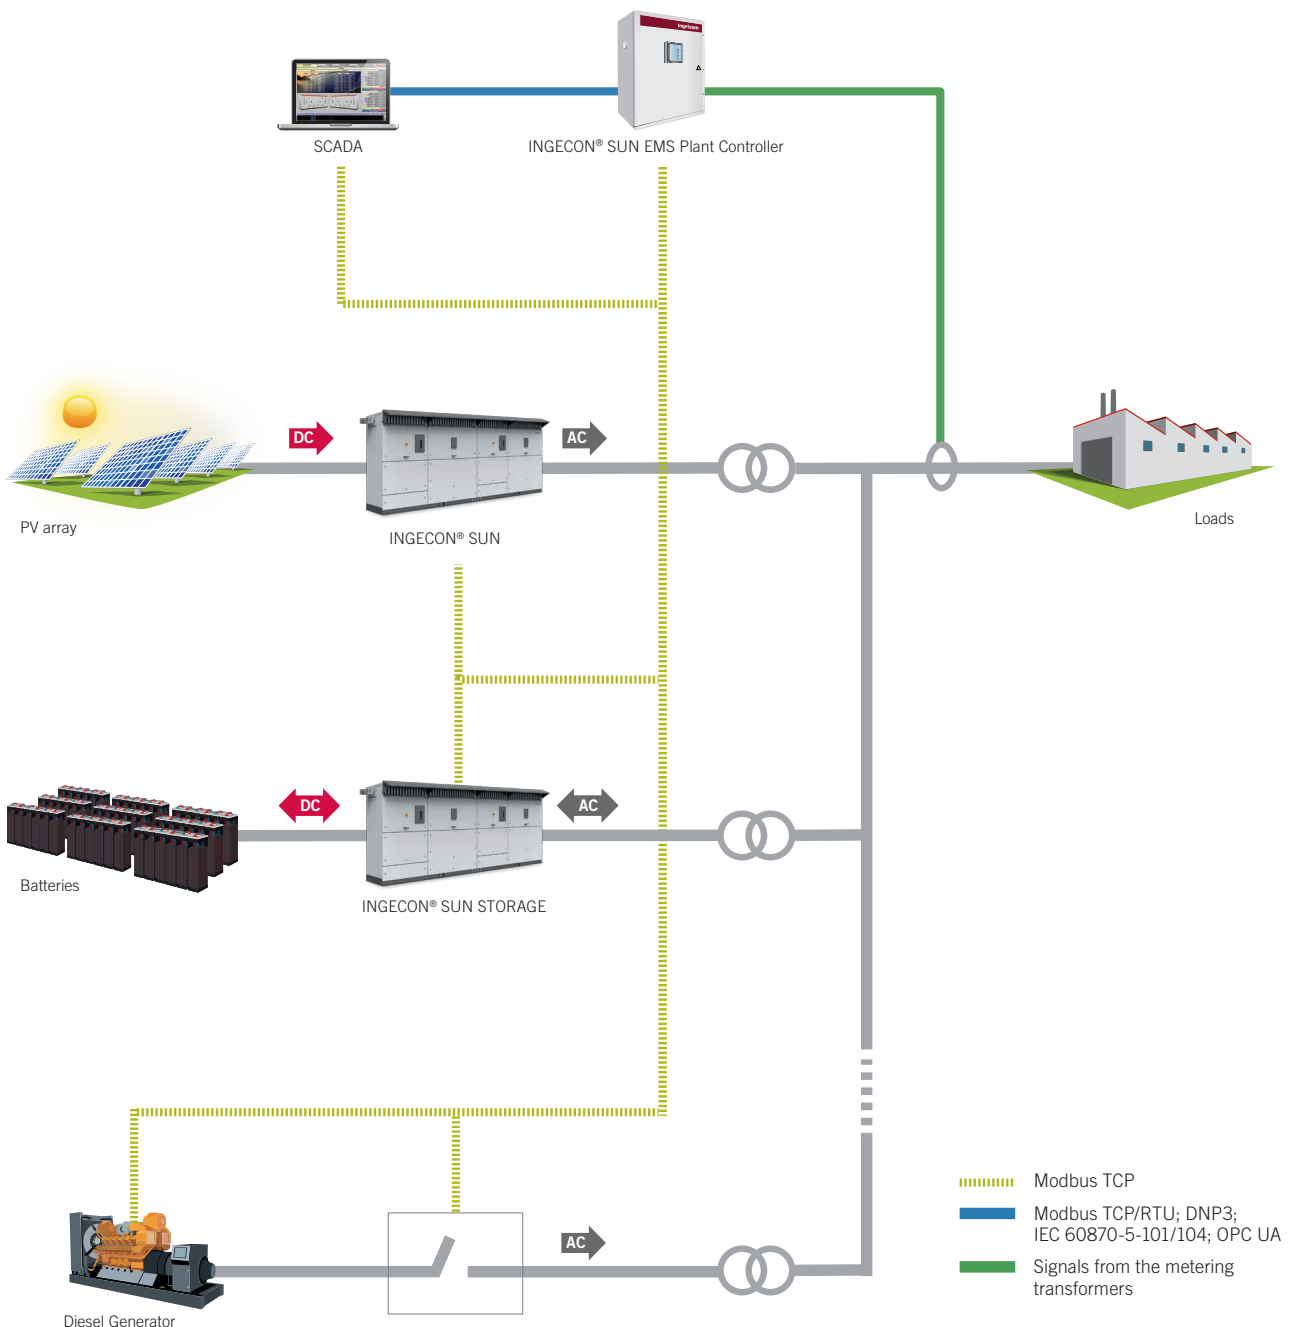 Ingeteam
SCADA
INGECON® SUN EMS Plant Controller
DC
AC
PV array
INGECON® SUN
Loads
DC
AC
Batteries
INGECON® SUN STORAGE
AC
Diesel Generator
Modbus TCP
Modbus TCP/RTU; DNP3;
IEC 60870-5-101/104; OPC UA
Signals from the metering
transformers